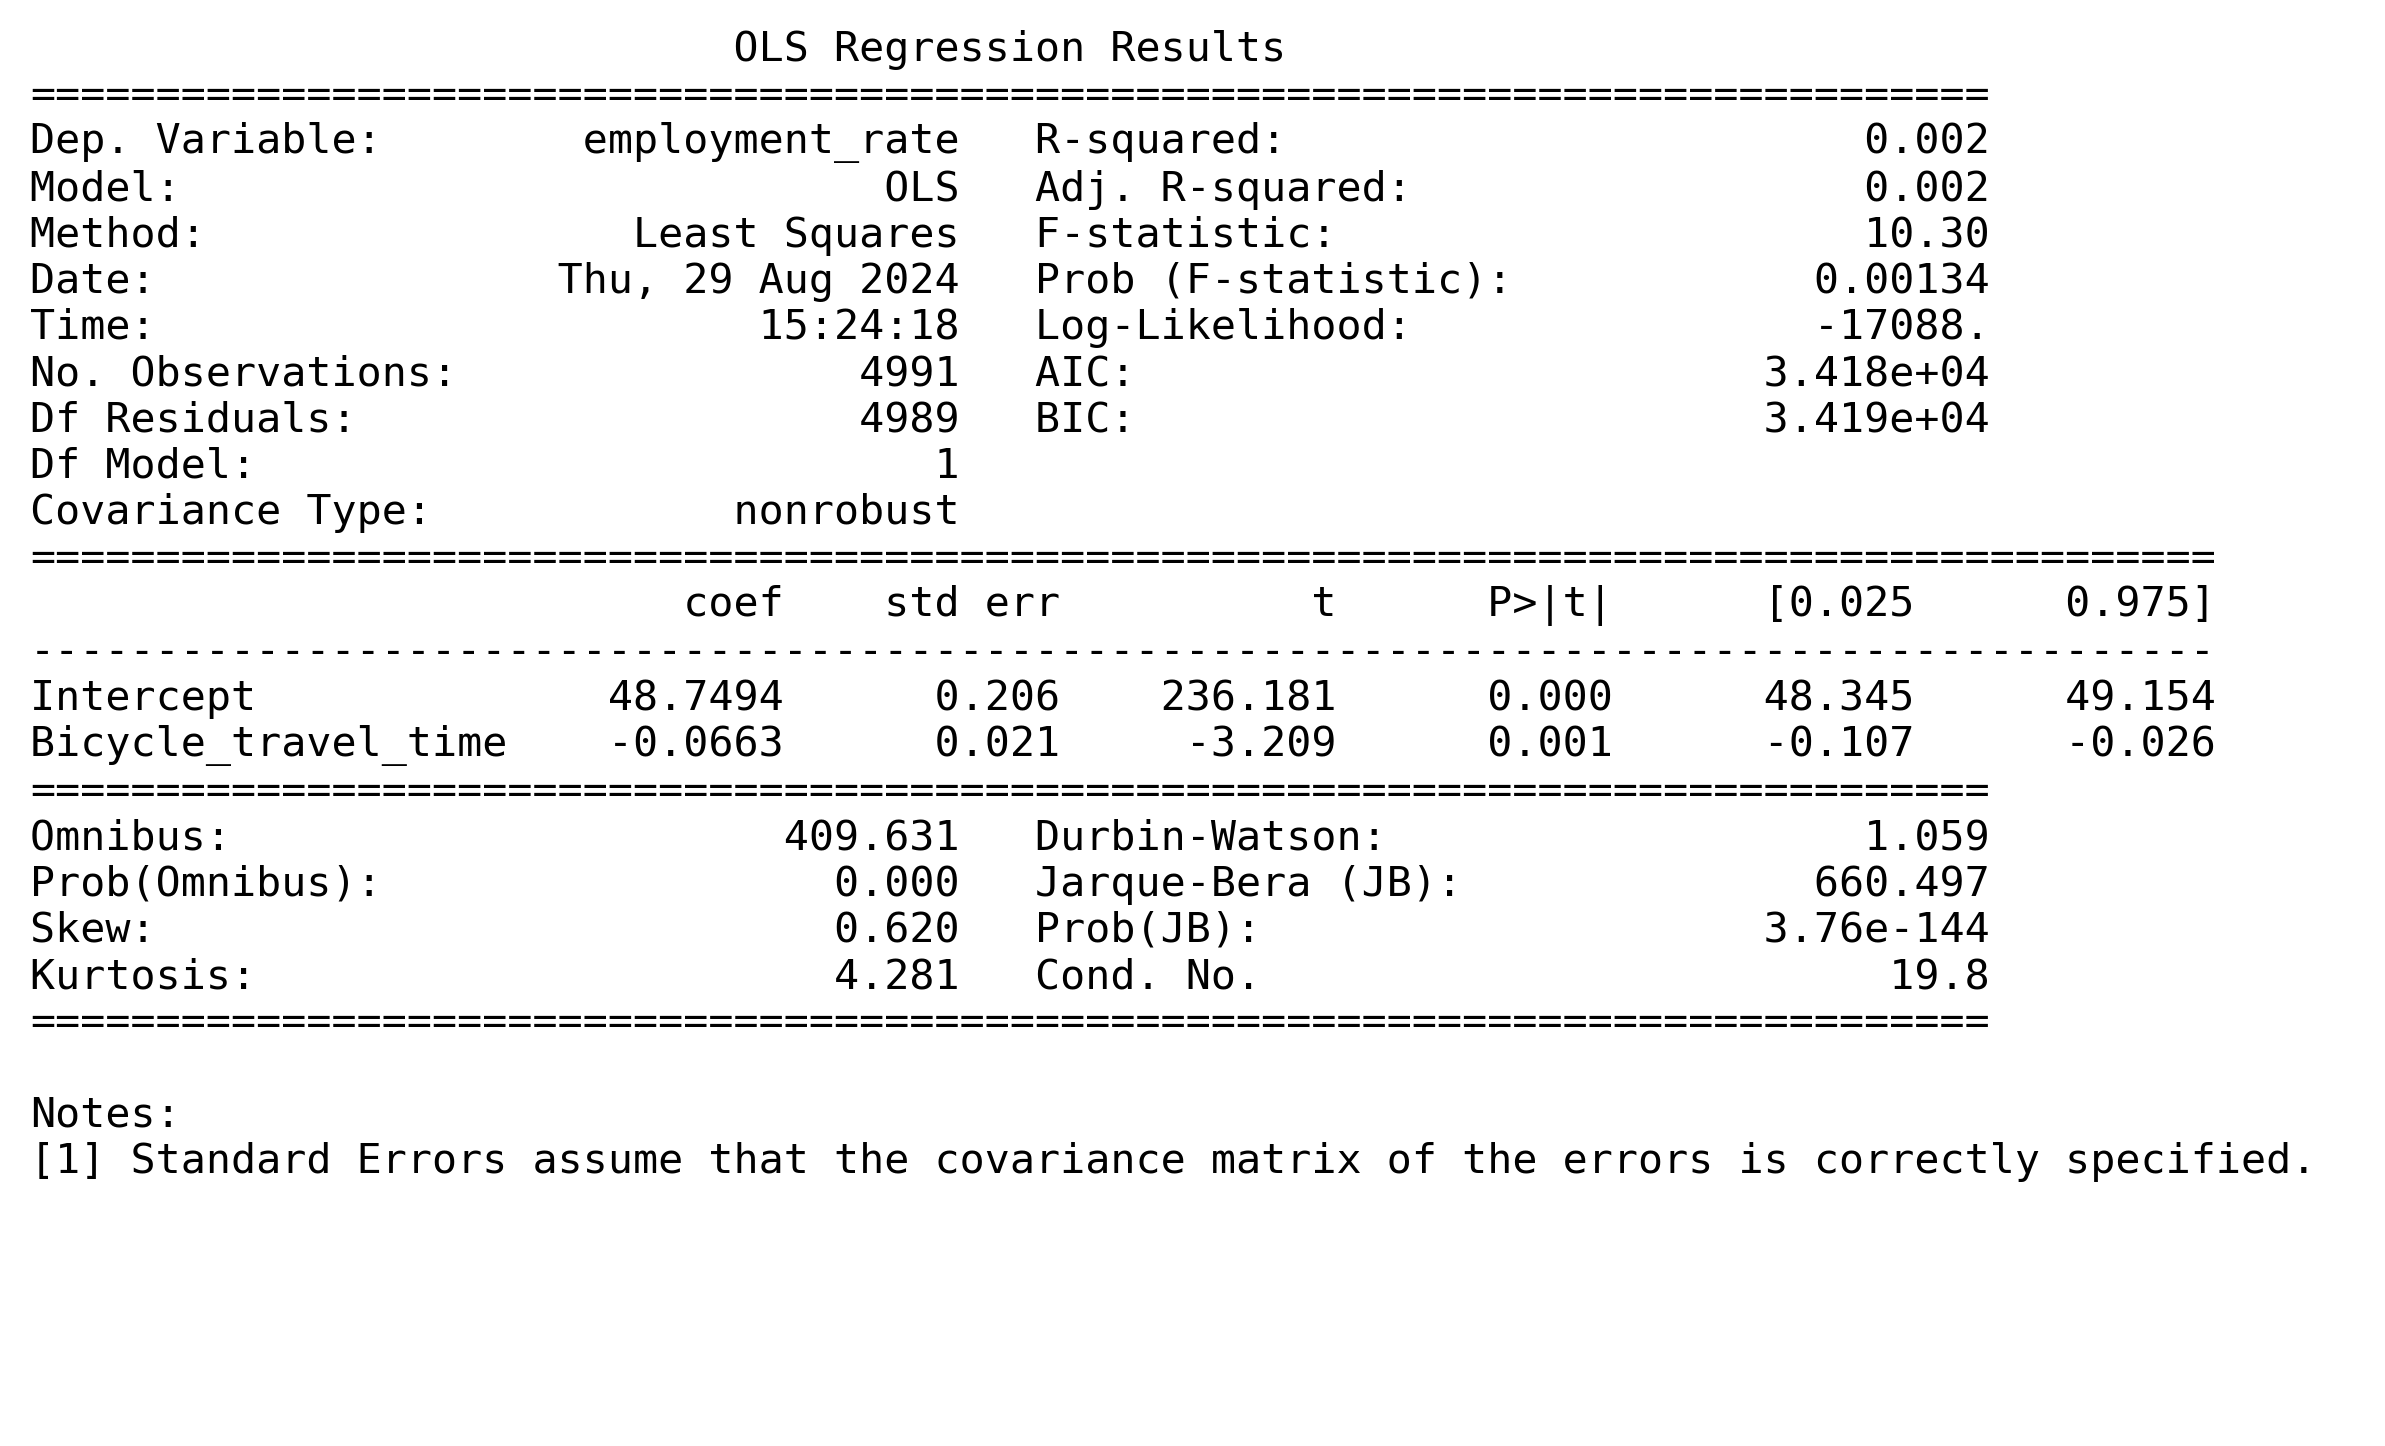 OLS Regression Results
==============================================================================
Dep. Variable:        employment_rate   R-squared:                       0.002
Model:                            OLS   Adj. R-squared:                  0.002
Method:                 Least Squares   F-statistic:                     10.30
Date:                Thu, 29 Aug 2024   Prob (F-statistic):            0.00134
Time:                        15:24:18   Log-Likelihood:                -17088.
No. Observations:                4991   AIC:                         3.418e+04
Df Residuals:                    4989   BIC:                         3.419e+04
Df Model:                           1
Covariance Type:            nonrobust
=======================================================================================
                          coef    std err          t      P>|t|      [0.025      0.975]
---------------------------------------------------------------------------------------
Intercept              48.7494      0.206    236.181      0.000      48.345      49.154
Bicycle_travel_time    -0.0663      0.021     -3.209      0.001      -0.107      -0.026
==============================================================================
Omnibus:                      409.631   Durbin-Watson:                   1.059
Prob(Omnibus):                  0.000   Jarque-Bera (JB):              660.497
Skew:                           0.620   Prob(JB):                    3.76e-144
Kurtosis:                       4.281   Cond. No.                         19.8
==============================================================================

Notes:
[1] Standard Errors assume that the covariance matrix of the errors is correctly specified.